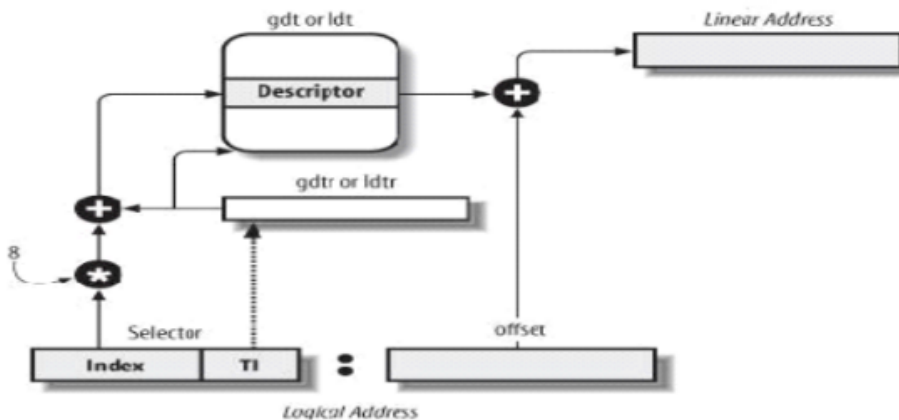 gdt or ldt
Linear Address
Descriptor
gdtr or ldtr
8
Selector
offset
Index
TI
:
Logical Address